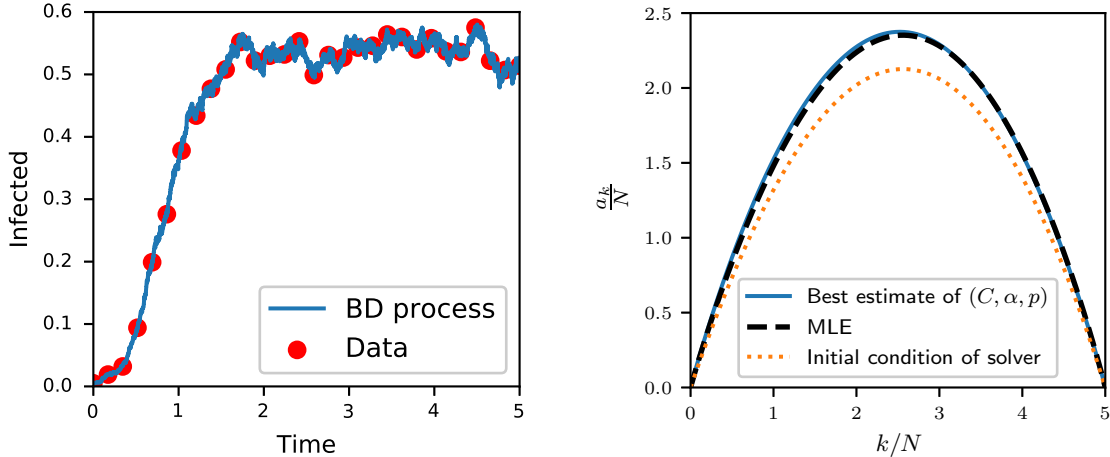 0.6
0.5
0.4
0.3
0.2
0.1
0.0
Infected
0 1 2 3 4 5
Time
BD process
Data
2.5
2.0
1.5
1.0
0.5
0.0
a_k/N
0 1 2 3 4 5
k/N
Best estimate of (C, α, p)
MLE
Initial condition of solver